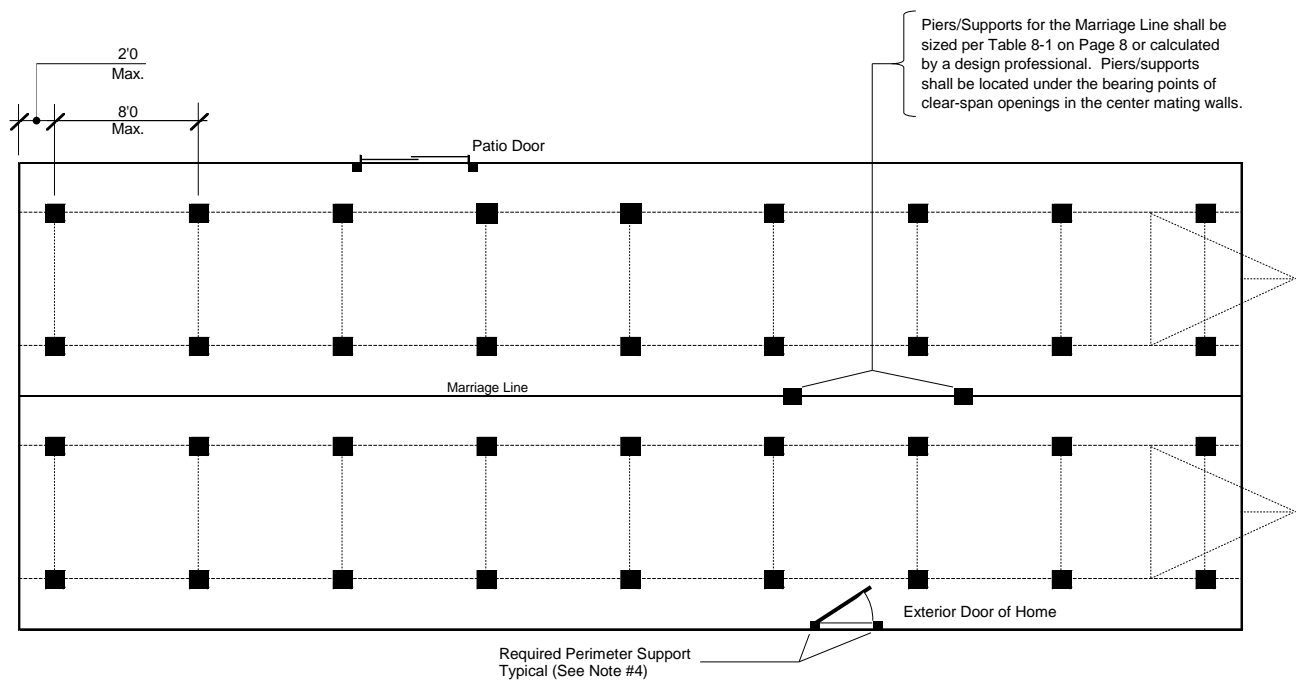 Piers/Supports for the Marriage Line shall be
sized per Table 8-1 on Page 8 or calculated
by a design professional.  Piers/supports
shall be located under the bearing points of
clear-span openings in the center mating walls.
2'0
Max.
8'0
Max.
Patio Door
Marriage Line
Exterior Door of Home
Required Perimeter Support
Typical (See Note #4)